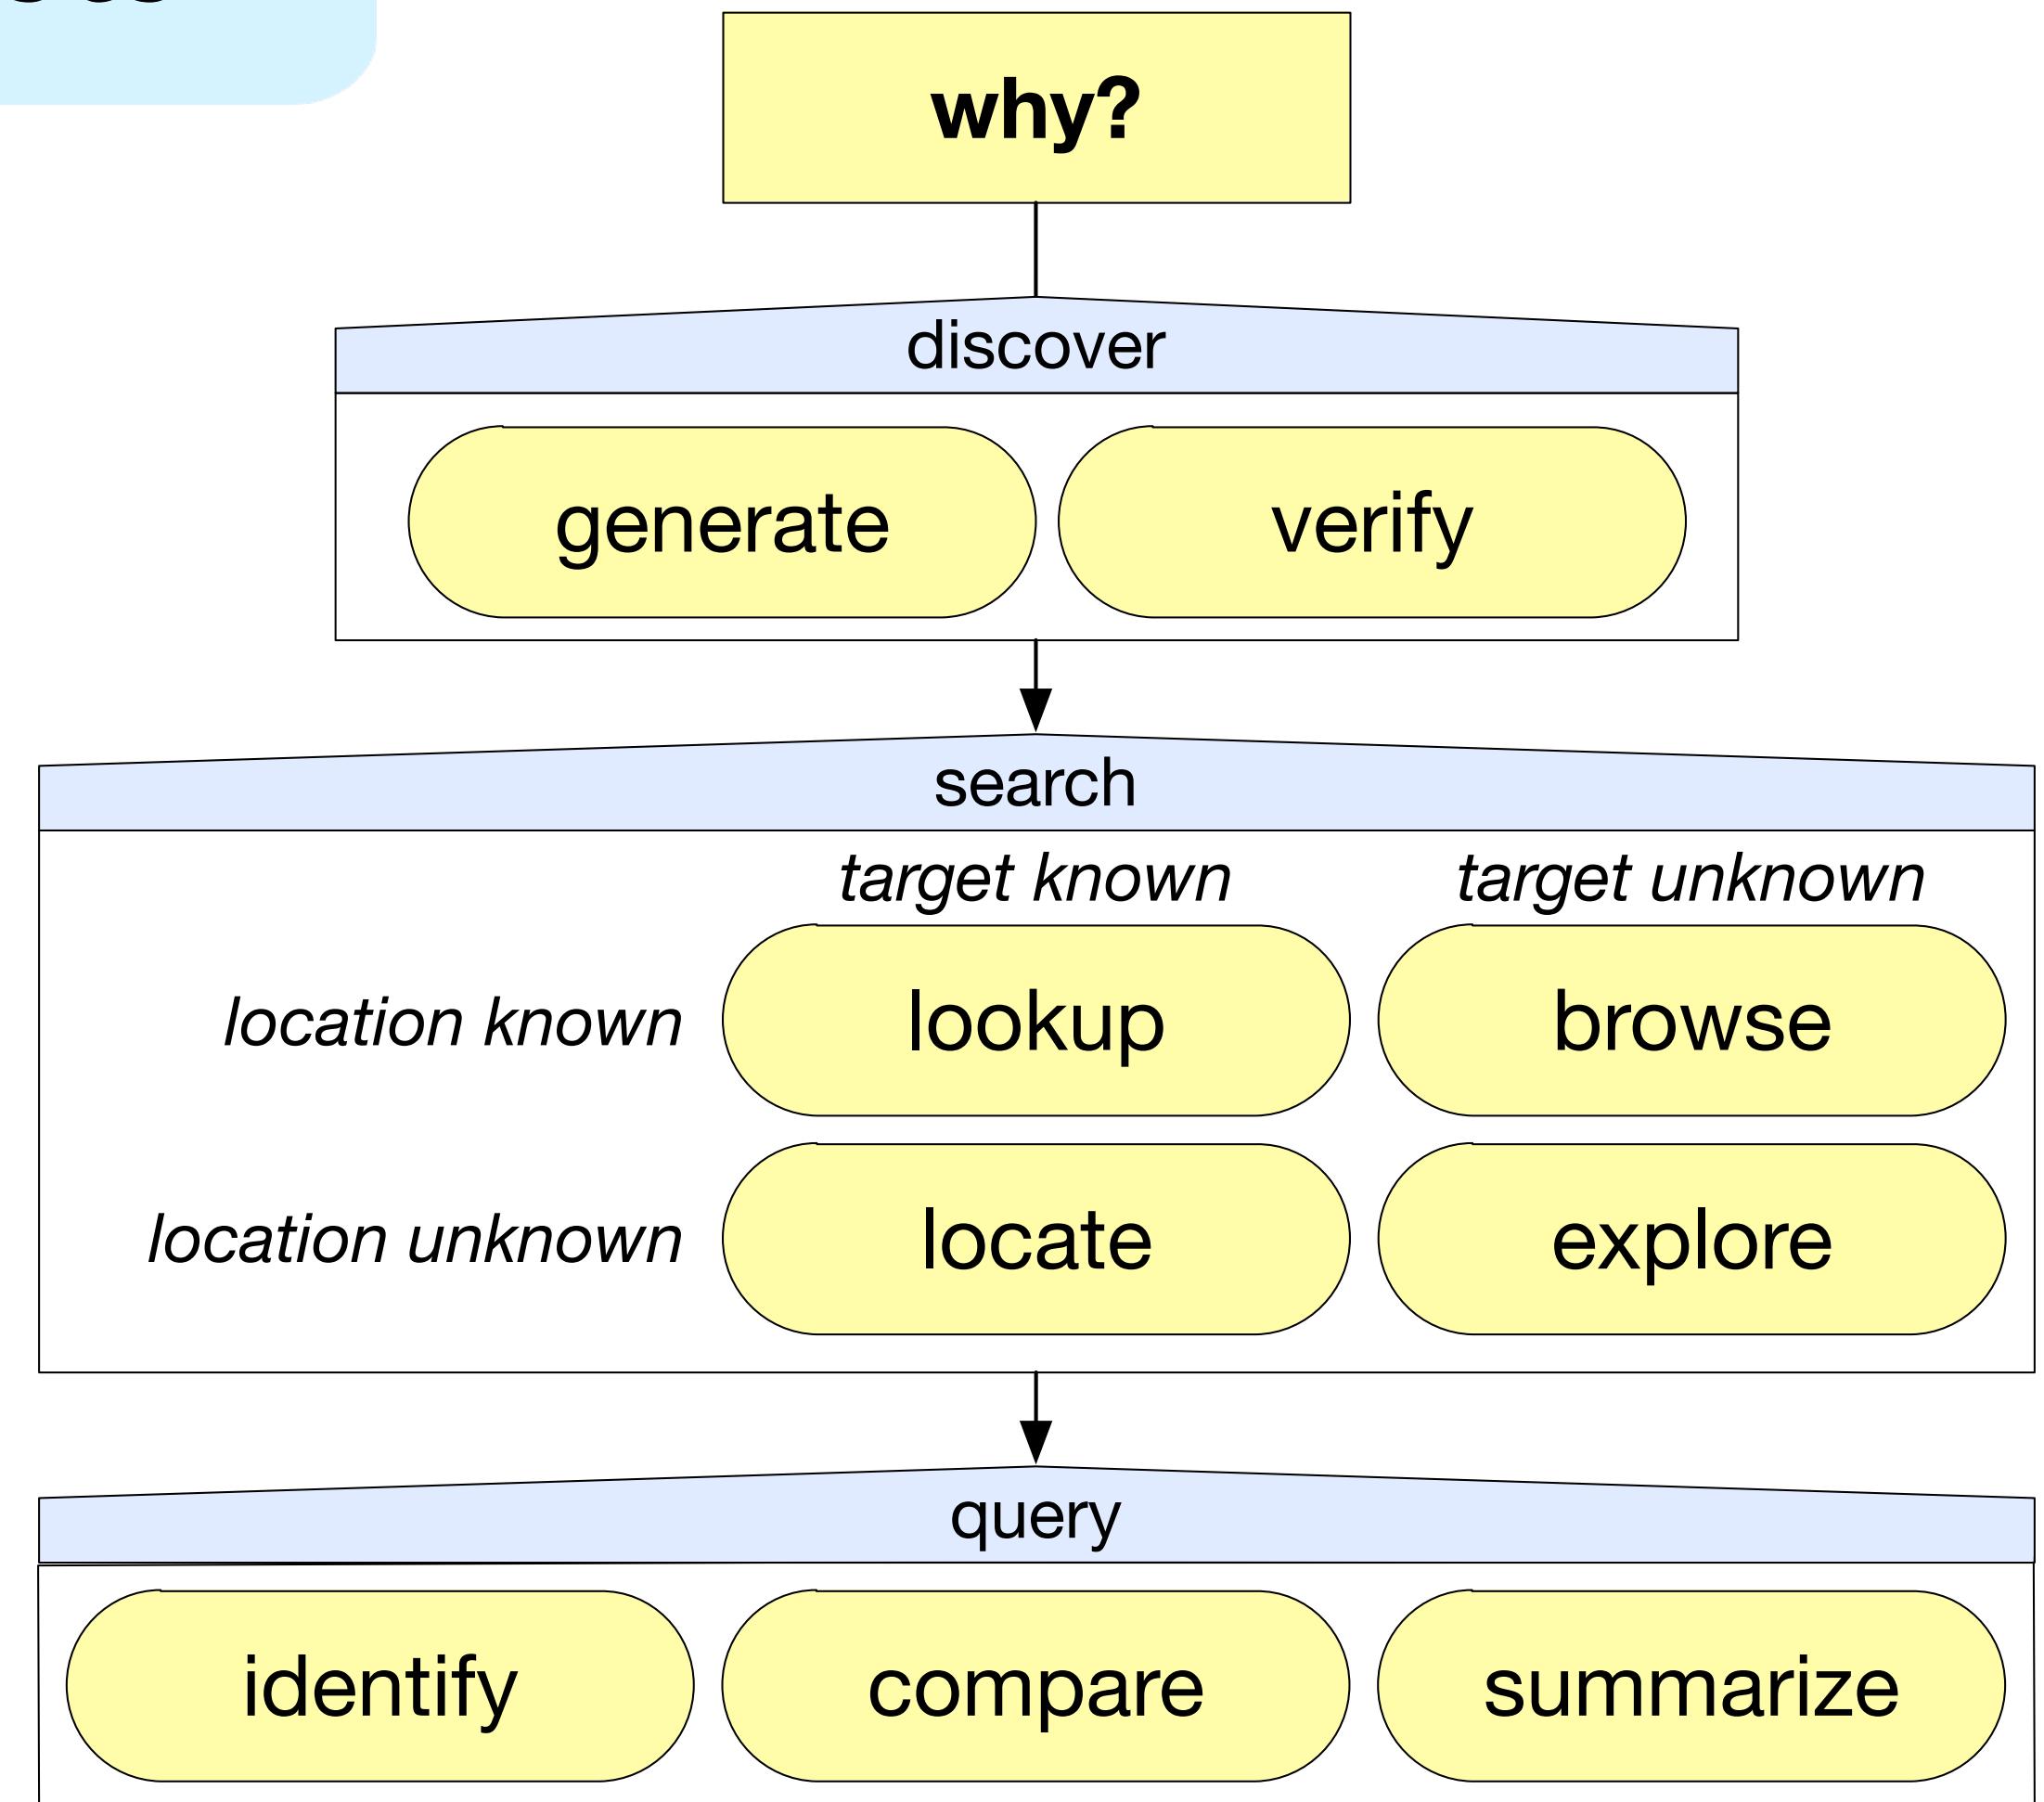 why?
discover
generate verify
search
target known target unknown
location known lookup browse
location unknown locate explore
query
identify compare summarize